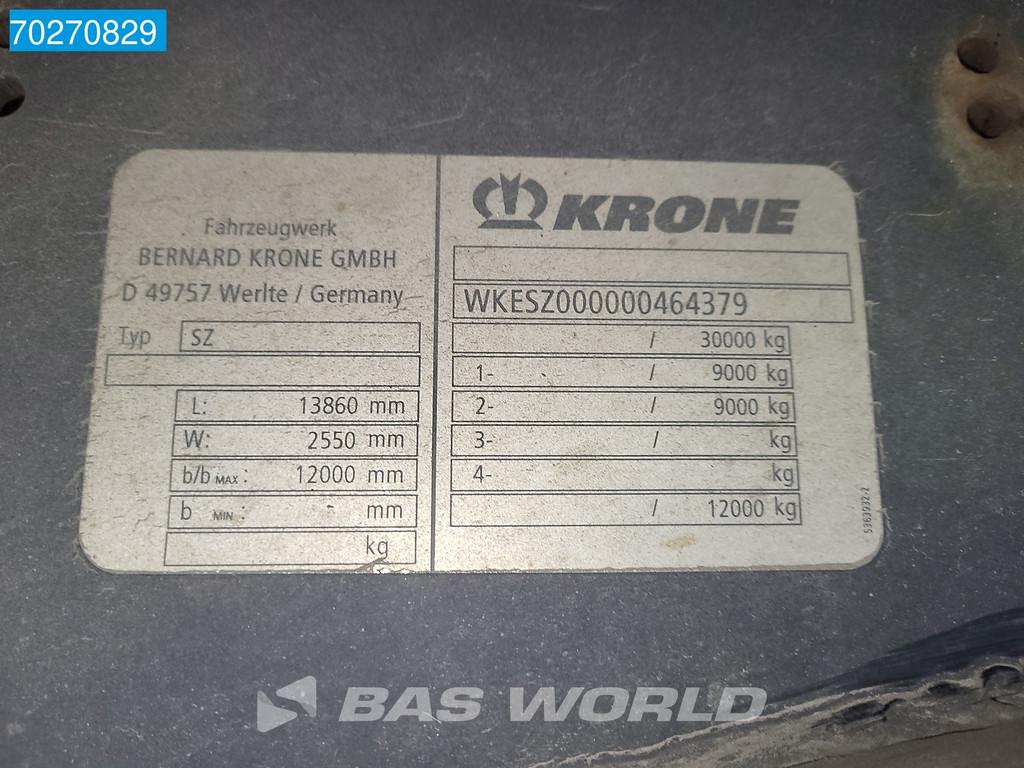 70270829
Fahrzeugwerk
BERNARD KRONE GMBH
D 49757 Werlte / Germany
Typ SZ
L: 13860 mm
W: 2550 mm
b/b MAX : 12000 mm
b MIN : mm
kg
KRONE
WKESZ000000464379
/ 30000 kg
1- / 9000 kg
2- / 9000 kg
3- / kg
4- kg
/ 12000 kg
5363932-2
BAS WORLD